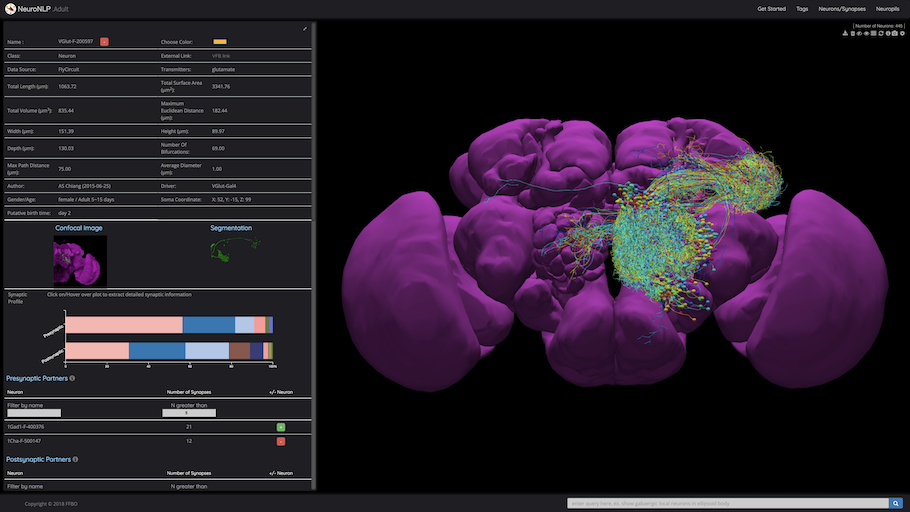 NeuroNLP .Adult
Get Started Tags Neurons/Synapses Neuropils
[ Number of Neurons: 445 ]
Name : VGlut-F-200597 - Choose Color:
Class: Neuron External Link: VFB link
Data Source: FlyCircuit Transmitters: glutamate
Total Length (μm): 1063.72 Total Surface Area (μm²): 3341.76
Total Volume (μm³): 835.44 Maximum Euclidean Distance (μm): 182.44
Width (μm): 151.39 Height (μm): 89.97
Depth (μm): 130.03 Number Of Bifurcations: 69.00
Max Path Distance (μm): 75.00 Average Diameter (μm): 1.00
Author: AS Chiang (2015-06-25) Driver: VGlut-Gal4
Gender/Age: female / Adult 5~15 days Soma Coordinate: X: 52, Y: -15, Z: 99
Putative birth time: day 2
Confocal Image Segmentation
Synaptic Profile Click on/Hover over plot to extract detailed synaptic information
Presynaptic
Postsynaptic
0 20 40 60 80 100%
Presynaptic Partners
Neuron Number of Synapses +/- Neuron
Filter by name N greater than
1Gad1-F-400376 21 +
1Cha-F-500147 12 -
Postsynaptic Partners
Neuron Number of Synapses +/- Neuron
Filter by name N greater than
Copyright © 2018 FFBO
enter query here, ex. show gabaergic local neurons in ellipsoid body